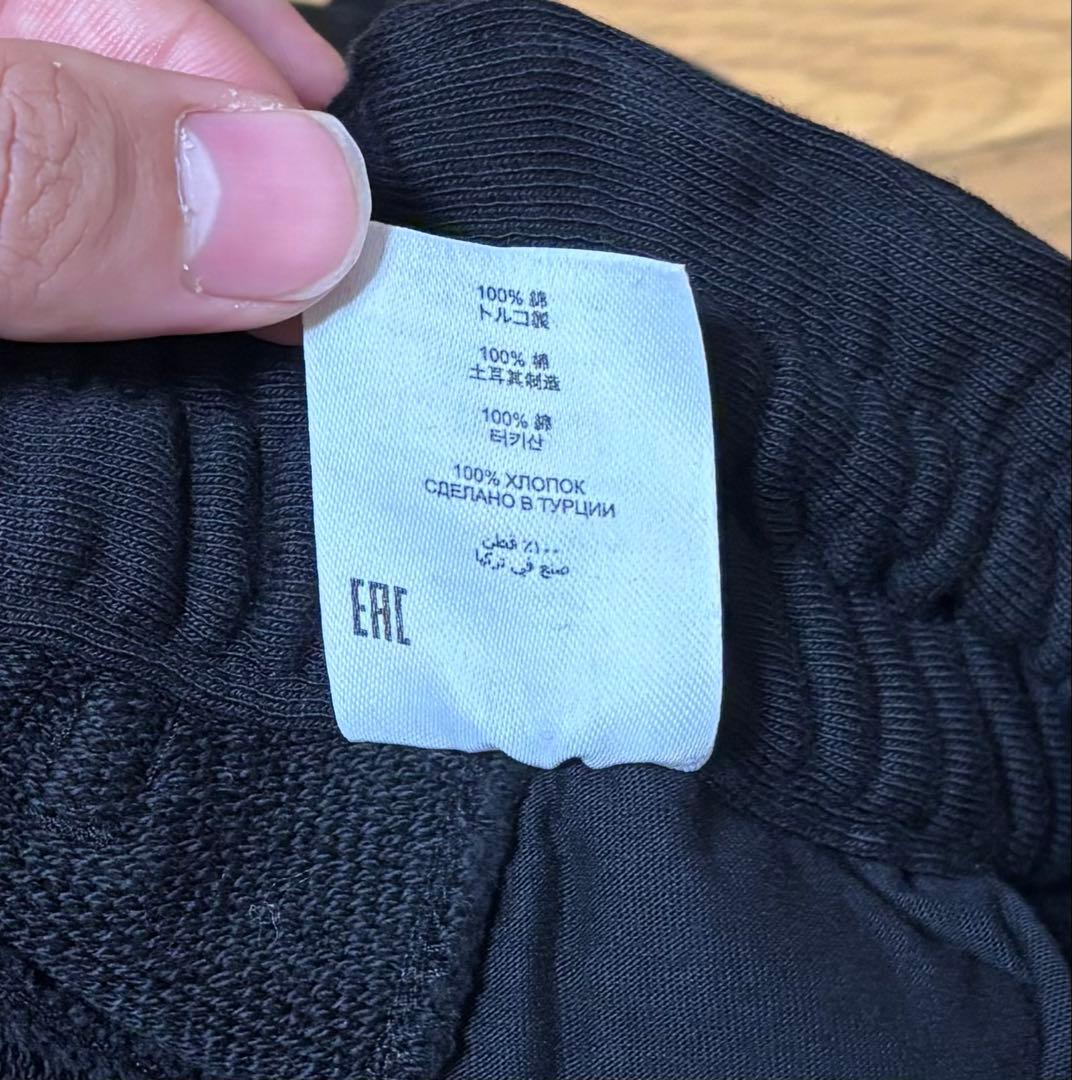 100% 綿
トルコ製
100% 棉
土耳其制造
100% 綿
터키산
100% ХЛОПОК
СДЕЛАНО В ТУРЦИИ
١٠٠٪ قطن
صنع في تركيا
EAC